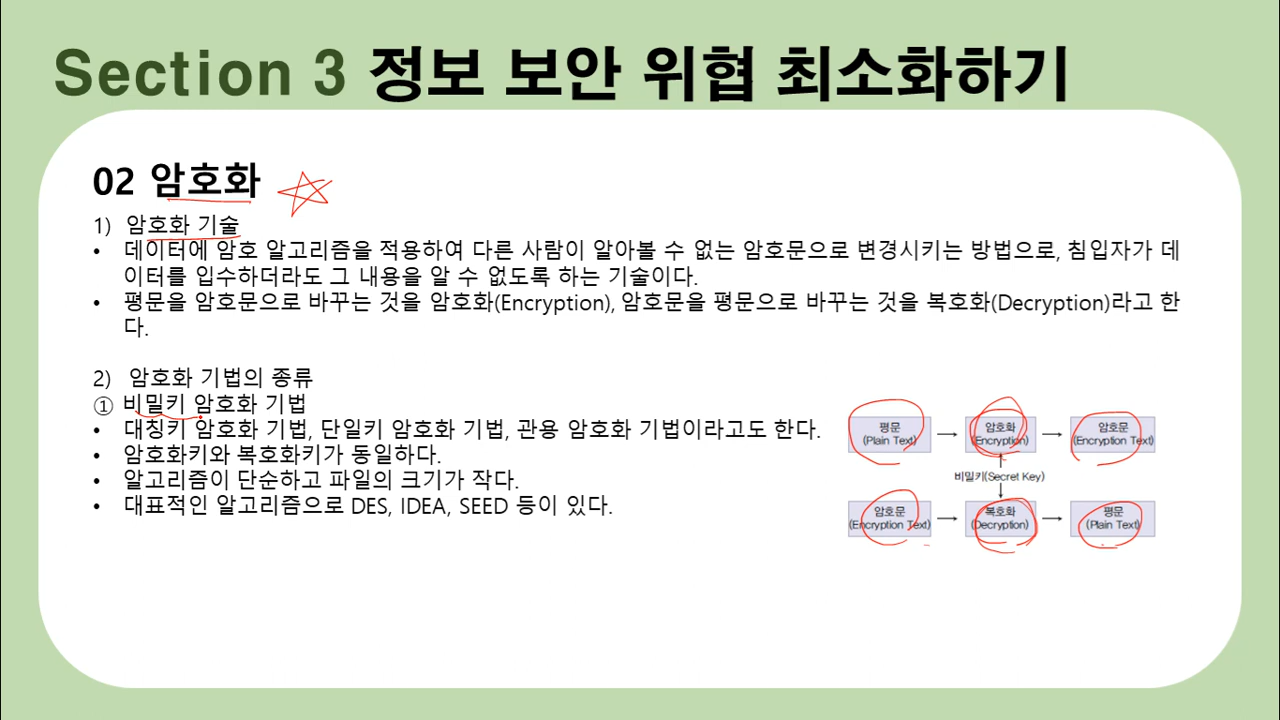 Section 3 정보 보안 위협 최소화하기
02 암호화
1) 암호화 기술
• 데이터에 암호 알고리즘을 적용하여 다른 사람이 알아볼 수 없는 암호문으로 변경시키는 방법으로, 침입자가 데
이터를 입수하더라도 그 내용을 알 수 없도록 하는 기술이다.
• 평문을 암호문으로 바꾸는 것을 암호화(Encryption), 암호문을 평문으로 바꾸는 것을 복호화(Decryption)라고 한
다.
2) 암호화 기법의 종류
① 비밀키 암호화 기법
• 대칭키 암호화 기법, 단일키 암호화 기법, 관용 암호화 기법이라고도 한다.
• 암호화키와 복호화키가 동일하다.
• 알고리즘이 단순하고 파일의 크기가 작다.
• 대표적인 알고리즘으로 DES, IDEA, SEED 등이 있다.
평문
(Plain Text)
암호화
(Encryption)
암호문
(Encryption Text)
비밀키(Secret Key)
암호문
(Encryption Text)
복호화
(Decryption)
평문
(Plain Text)